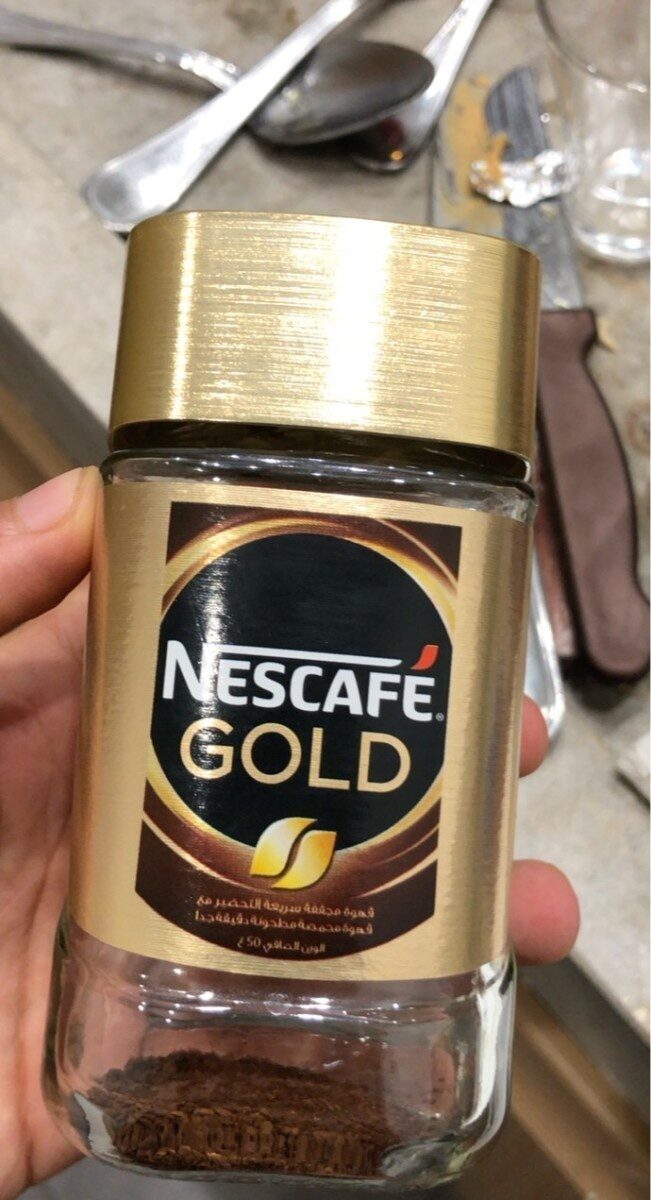 NESCAFÉ®
GOLD
قهوة مجففة سريعة التحضير مع
قهوة محمصة مطحونة دقيقة جدا
الوزن الصافي 50 غ